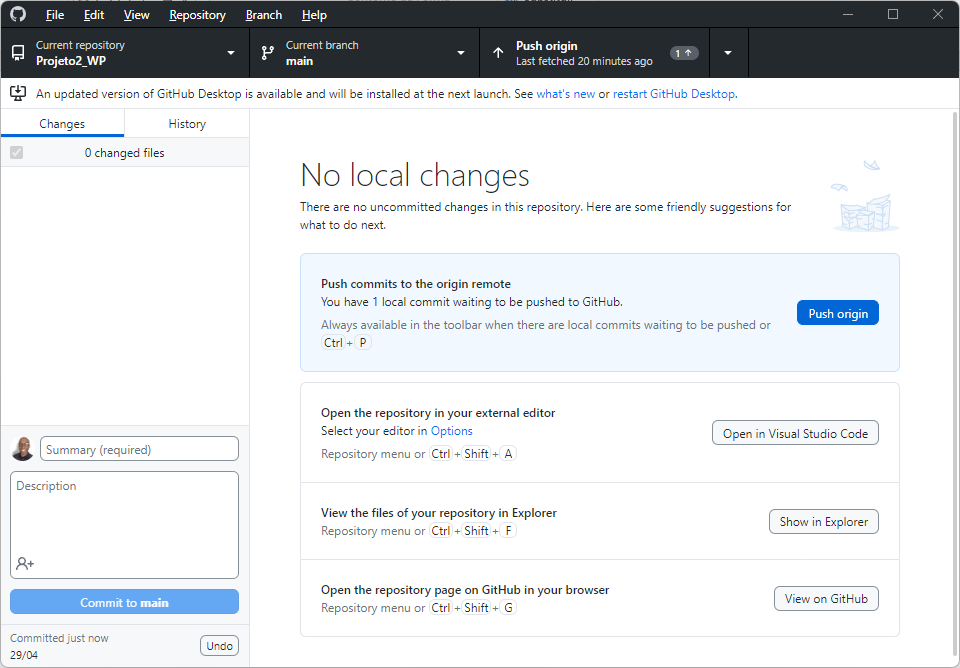 File Edit View Repository Branch Help
Current repository
Projeto2_WP
Current branch
main
Push origin
Last fetched 20 minutes ago
1
An updated version of GitHub Desktop is available and will be installed at the next launch. See what's new or restart GitHub Desktop.
Changes
History
0 changed files
No local changes
There are no uncommitted changes in this repository. Here are some friendly suggestions for
what to do next.
Push commits to the origin remote
You have 1 local commit waiting to be pushed to GitHub.
Always available in the toolbar when there are local commits waiting to be pushed or
Ctrl + P
Push origin
Open the repository in your external editor
Select your editor in Options
Repository menu or Ctrl + Shift + A
Open in Visual Studio Code
View the files of your repository in Explorer
Repository menu or Ctrl + Shift + F
Show in Explorer
Open the repository page on GitHub in your browser
Repository menu or Ctrl + Shift + G
View on GitHub
Summary (required)
Description
Commit to main
Committed just now
29/04
Undo